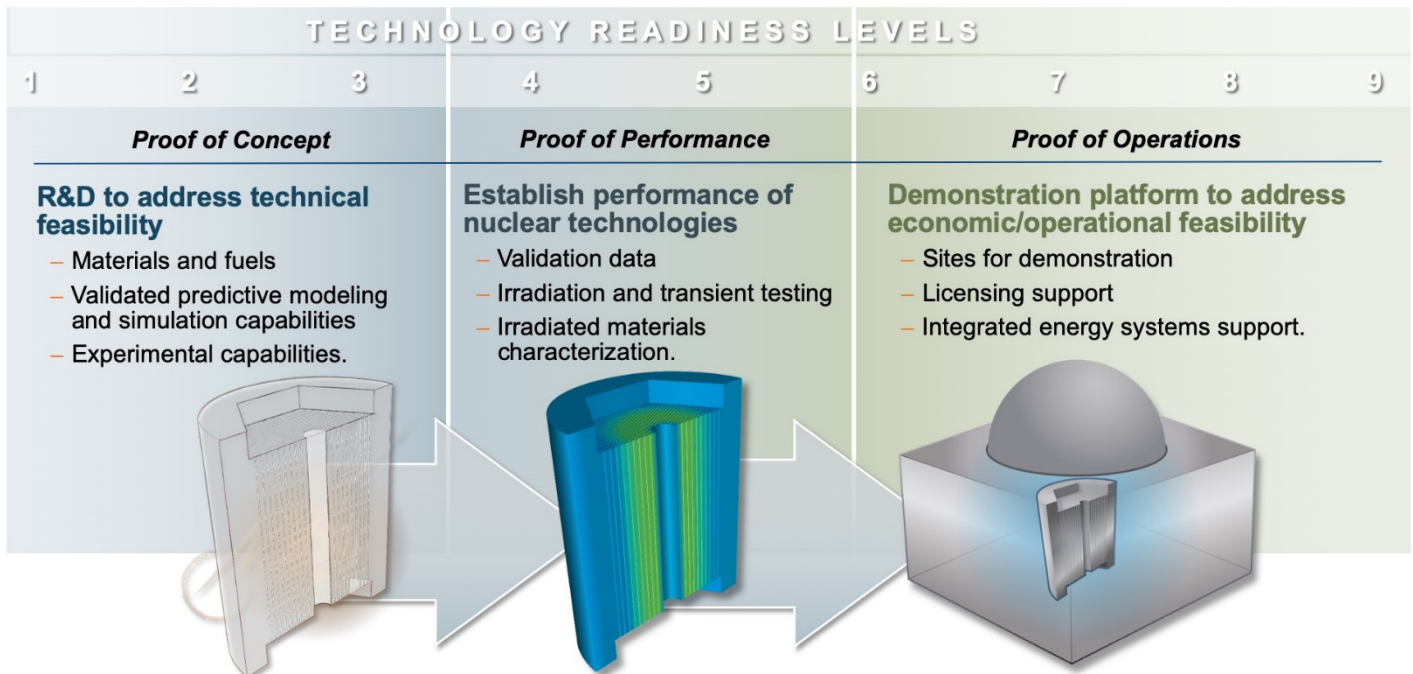 TECHNOLOGY READINESS LEVELS
1 2 3 4 5 6 7 8 9
Proof of Concept
R&D to address technical
feasibility
– Materials and fuels
– Validated predictive modeling
and simulation capabilities
– Experimental capabilities.
Proof of Performance
Establish performance of
nuclear technologies
– Validation data
– Irradiation and transient testing
– Irradiated materials
characterization.
Proof of Operations
Demonstration platform to address
economic/operational feasibility
– Sites for demonstration
– Licensing support
– Integrated energy systems support.